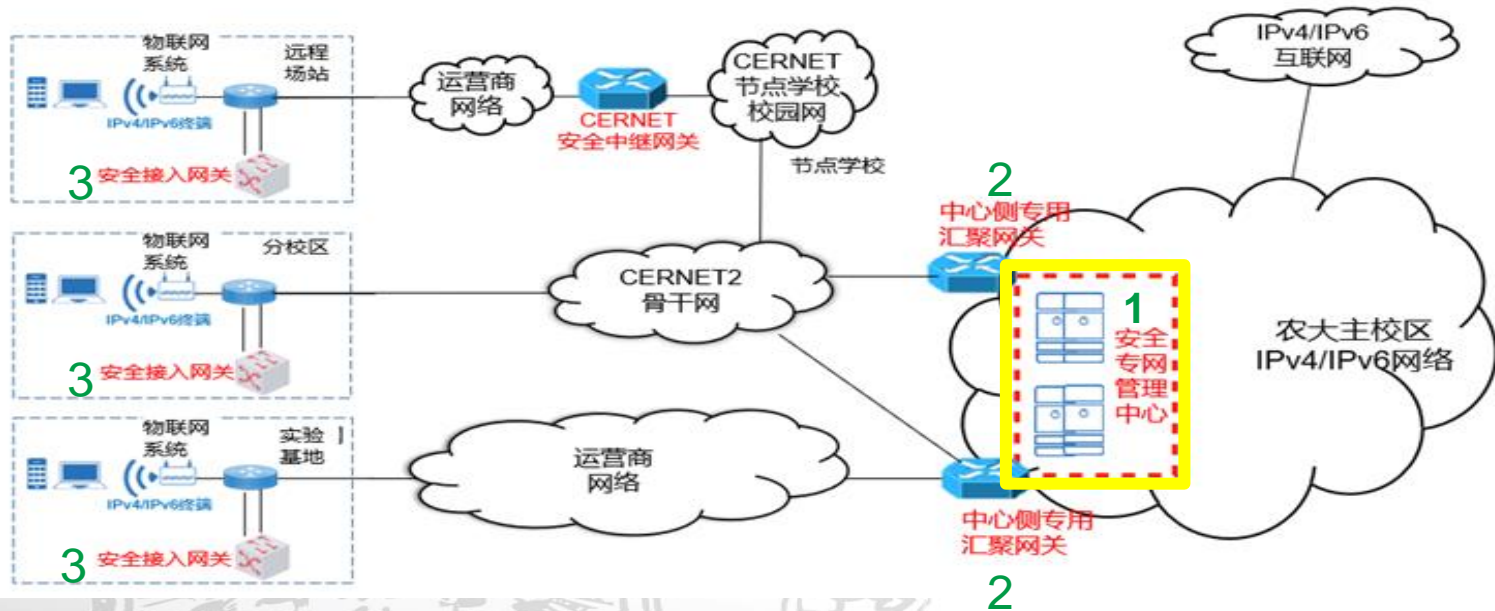 物联网
系统
远程
场站
IPv4/IPv6终端
3
安全接入网关
运营商
网络
CERNET
安全中继网关
CERNET
节点学校
校园网
节点学校
IPv4/IPv6
互联网
物联网
系统
分校区
IPv4/IPv6终端
3
安全接入网关
CERNET2
骨干网
2
中心侧专用
汇聚网关
1
安全
专网
管理
中心
农大主校区
IPv4/IPv6网络
物联网
系统
实验
基地
IPv4/IPv6终端
3
安全接入网关
运营商
网络
中心侧专用
汇聚网关
2